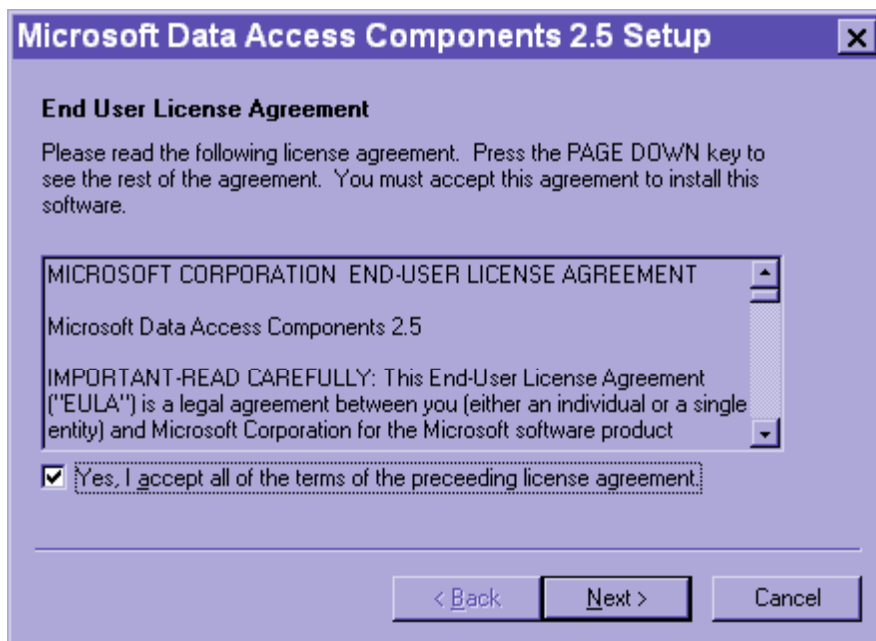 Microsoft Data Access Components 2.5 Setup
End User License Agreement
Please read the following license agreement. Press the PAGE DOWN key to
see the rest of the agreement. You must accept this agreement to install this
software.
MICROSOFT CORPORATION END-USER LICENSE AGREEMENT
Microsoft Data Access Components 2.5
IMPORTANT-READ CAREFULLY: This End-User License Agreement
("EULA") is a legal agreement between you (either an individual or a single
entity) and Microsoft Corporation for the Microsoft software product
Yes, I accept all of the terms of the preceeding license agreement.
< Back Next > Cancel